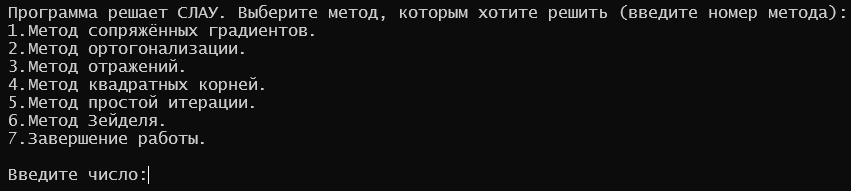 Программа решает СЛАУ. Выберите метод, которым хотите решить (введите номер метода):
1.Метод сопряжённых градиентов.
2.Метод ортогонализации.
3.Метод отражений.
4.Метод квадратных корней.
5.Метод простой итерации.
6.Метод Зейделя.
7.Завершение работы.
Введите число: